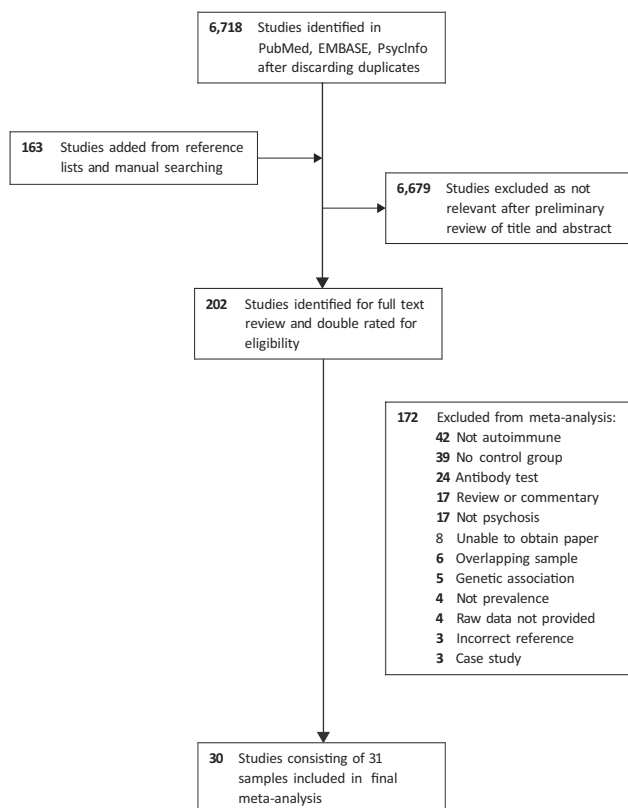 6,718 Studies identified in
PubMed, EMBASE, PsycInfo
after discarding duplicates
163 Studies added from reference
lists and manual searching
6,679 Studies excluded as not
relevant after preliminary
review of title and abstract
202 Studies identified for full text
review and double rated for
eligibility
172 Excluded from meta-analysis:
42 Not autoimmune
39 No control group
24 Antibody test
17 Review or commentary
17 Not psychosis
8 Unable to obtain paper
6 Overlapping sample
5 Genetic association
4 Not prevalence
4 Raw data not provided
3 Incorrect reference
3 Case study
30 Studies consisting of 31
samples included in final
meta-analysis